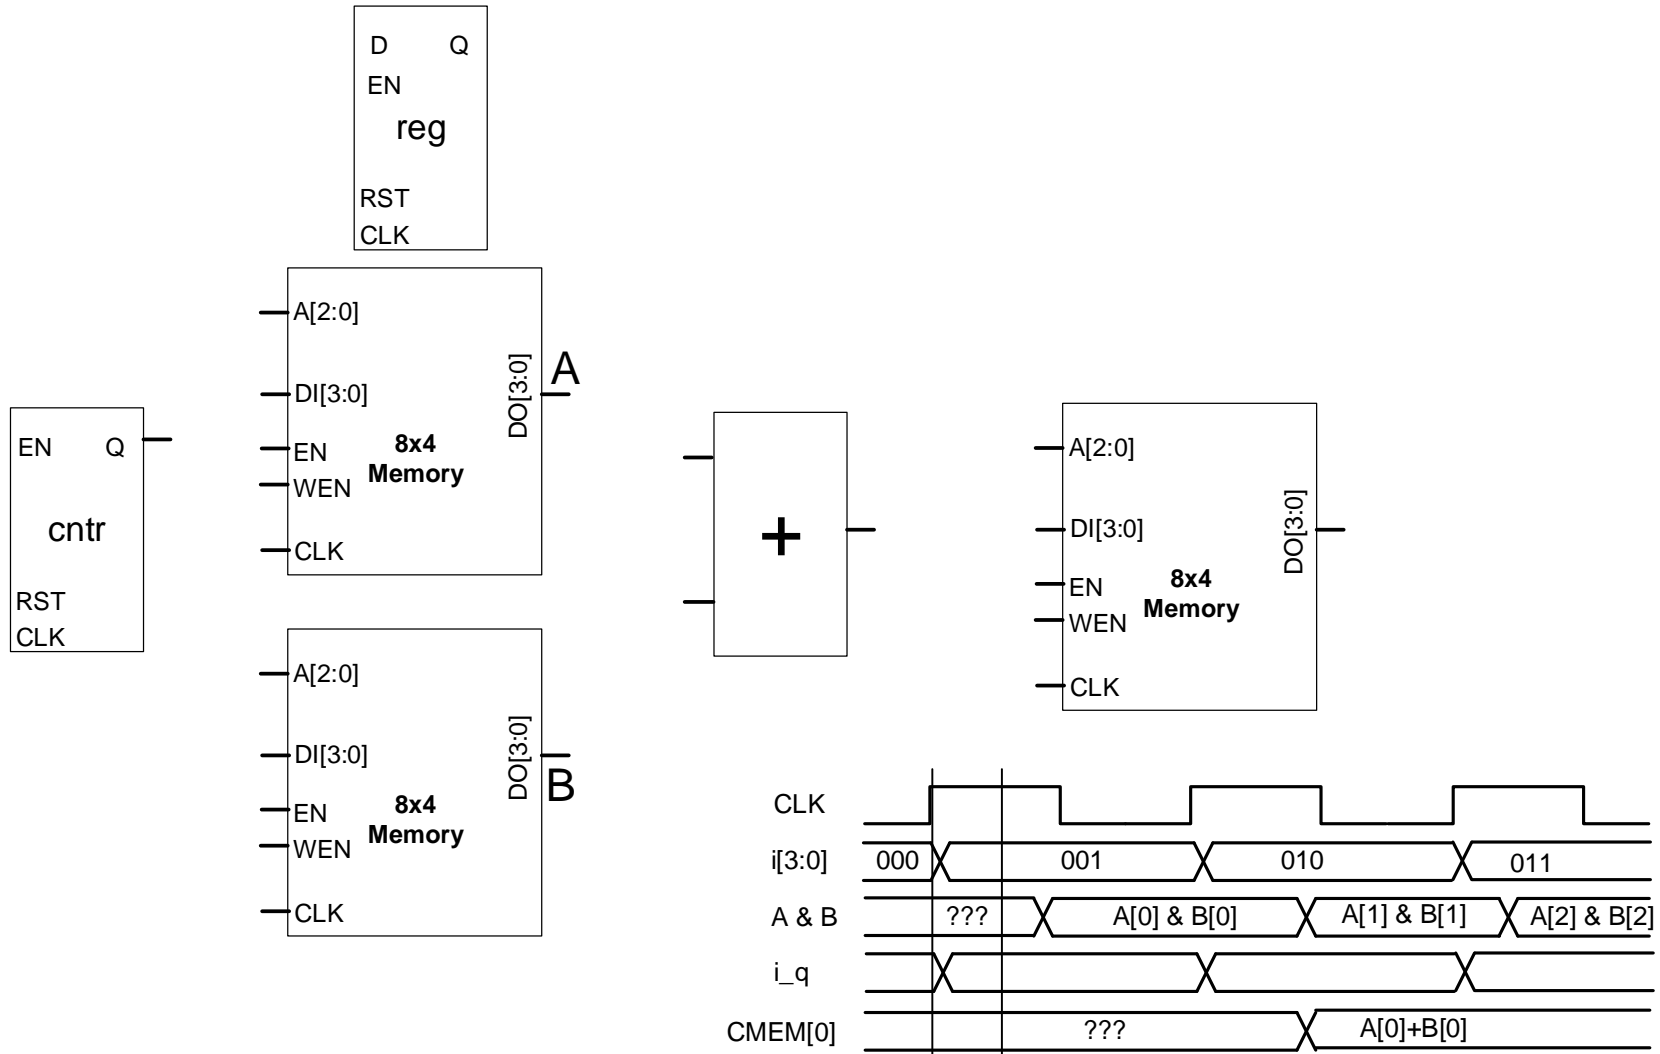 D Q
EN
reg
RST
CLK
A[2:0]
DI[3:0]
EN
WEN
CLK
8x4
Memory
DO[3:0]
A
EN Q
cntr
RST
CLK
A[2:0]
DI[3:0]
EN
WEN
CLK
8x4
Memory
DO[3:0]
B
+
A[2:0]
DI[3:0]
EN
WEN
CLK
8x4
Memory
DO[3:0]
CLK
i[3:0] 000 001 010 011
A & B ??? A[0] & B[0] A[1] & B[1] A[2] & B[2]
i_q
CMEM[0] ??? A[0]+B[0]